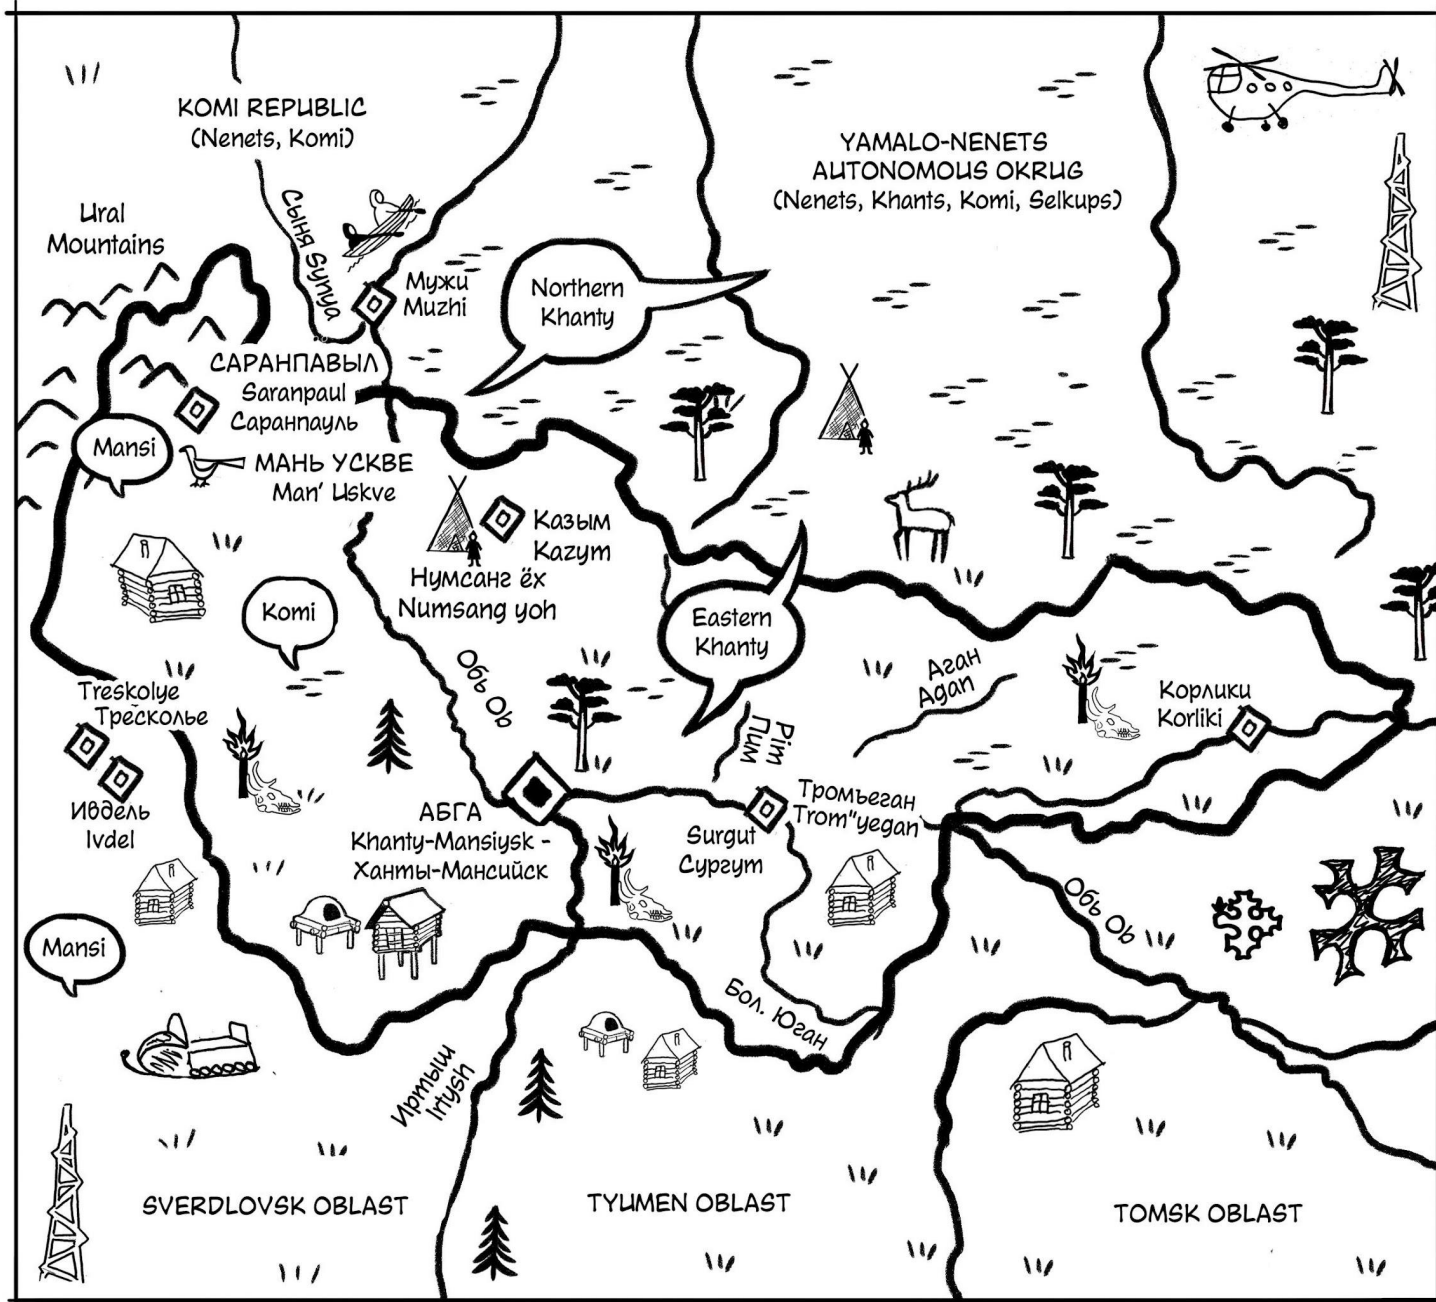 KOMI REPUBLIC
(Nenets, Komi)
YAMALO-NENETS
AUTONOMOUS OKRUG
(Nenets, Khants, Komi, Selkups)
Ural
Mountains
Сыня Synya
Мужи
Muzhi
Northern
Khanty
САРАНПАВЫЛ
Saranpaul
Саранпауль
Mansi
МАНЬ УСКВЕ
Man' Uskve
Казым
Kazym
Нумсанг ёх
Numsang yoh
Komi
Eastern
Khanty
Обь Ob
Аган
Agan
Treskolye
Тресколье
Корлики
Korliki
Pim
Пим
Ивдель
Ivdel
АБГА
Khanty-Mansiysk -
Ханты-Мансийск
Surgut
Сургут
Тромъеган
Trom"yegan
Обь Ob
Mansi
Бол. Юган
Иртыш
Irtysh
SVERDLOVSK OBLAST
TYUMEN OBLAST
TOMSK OBLAST